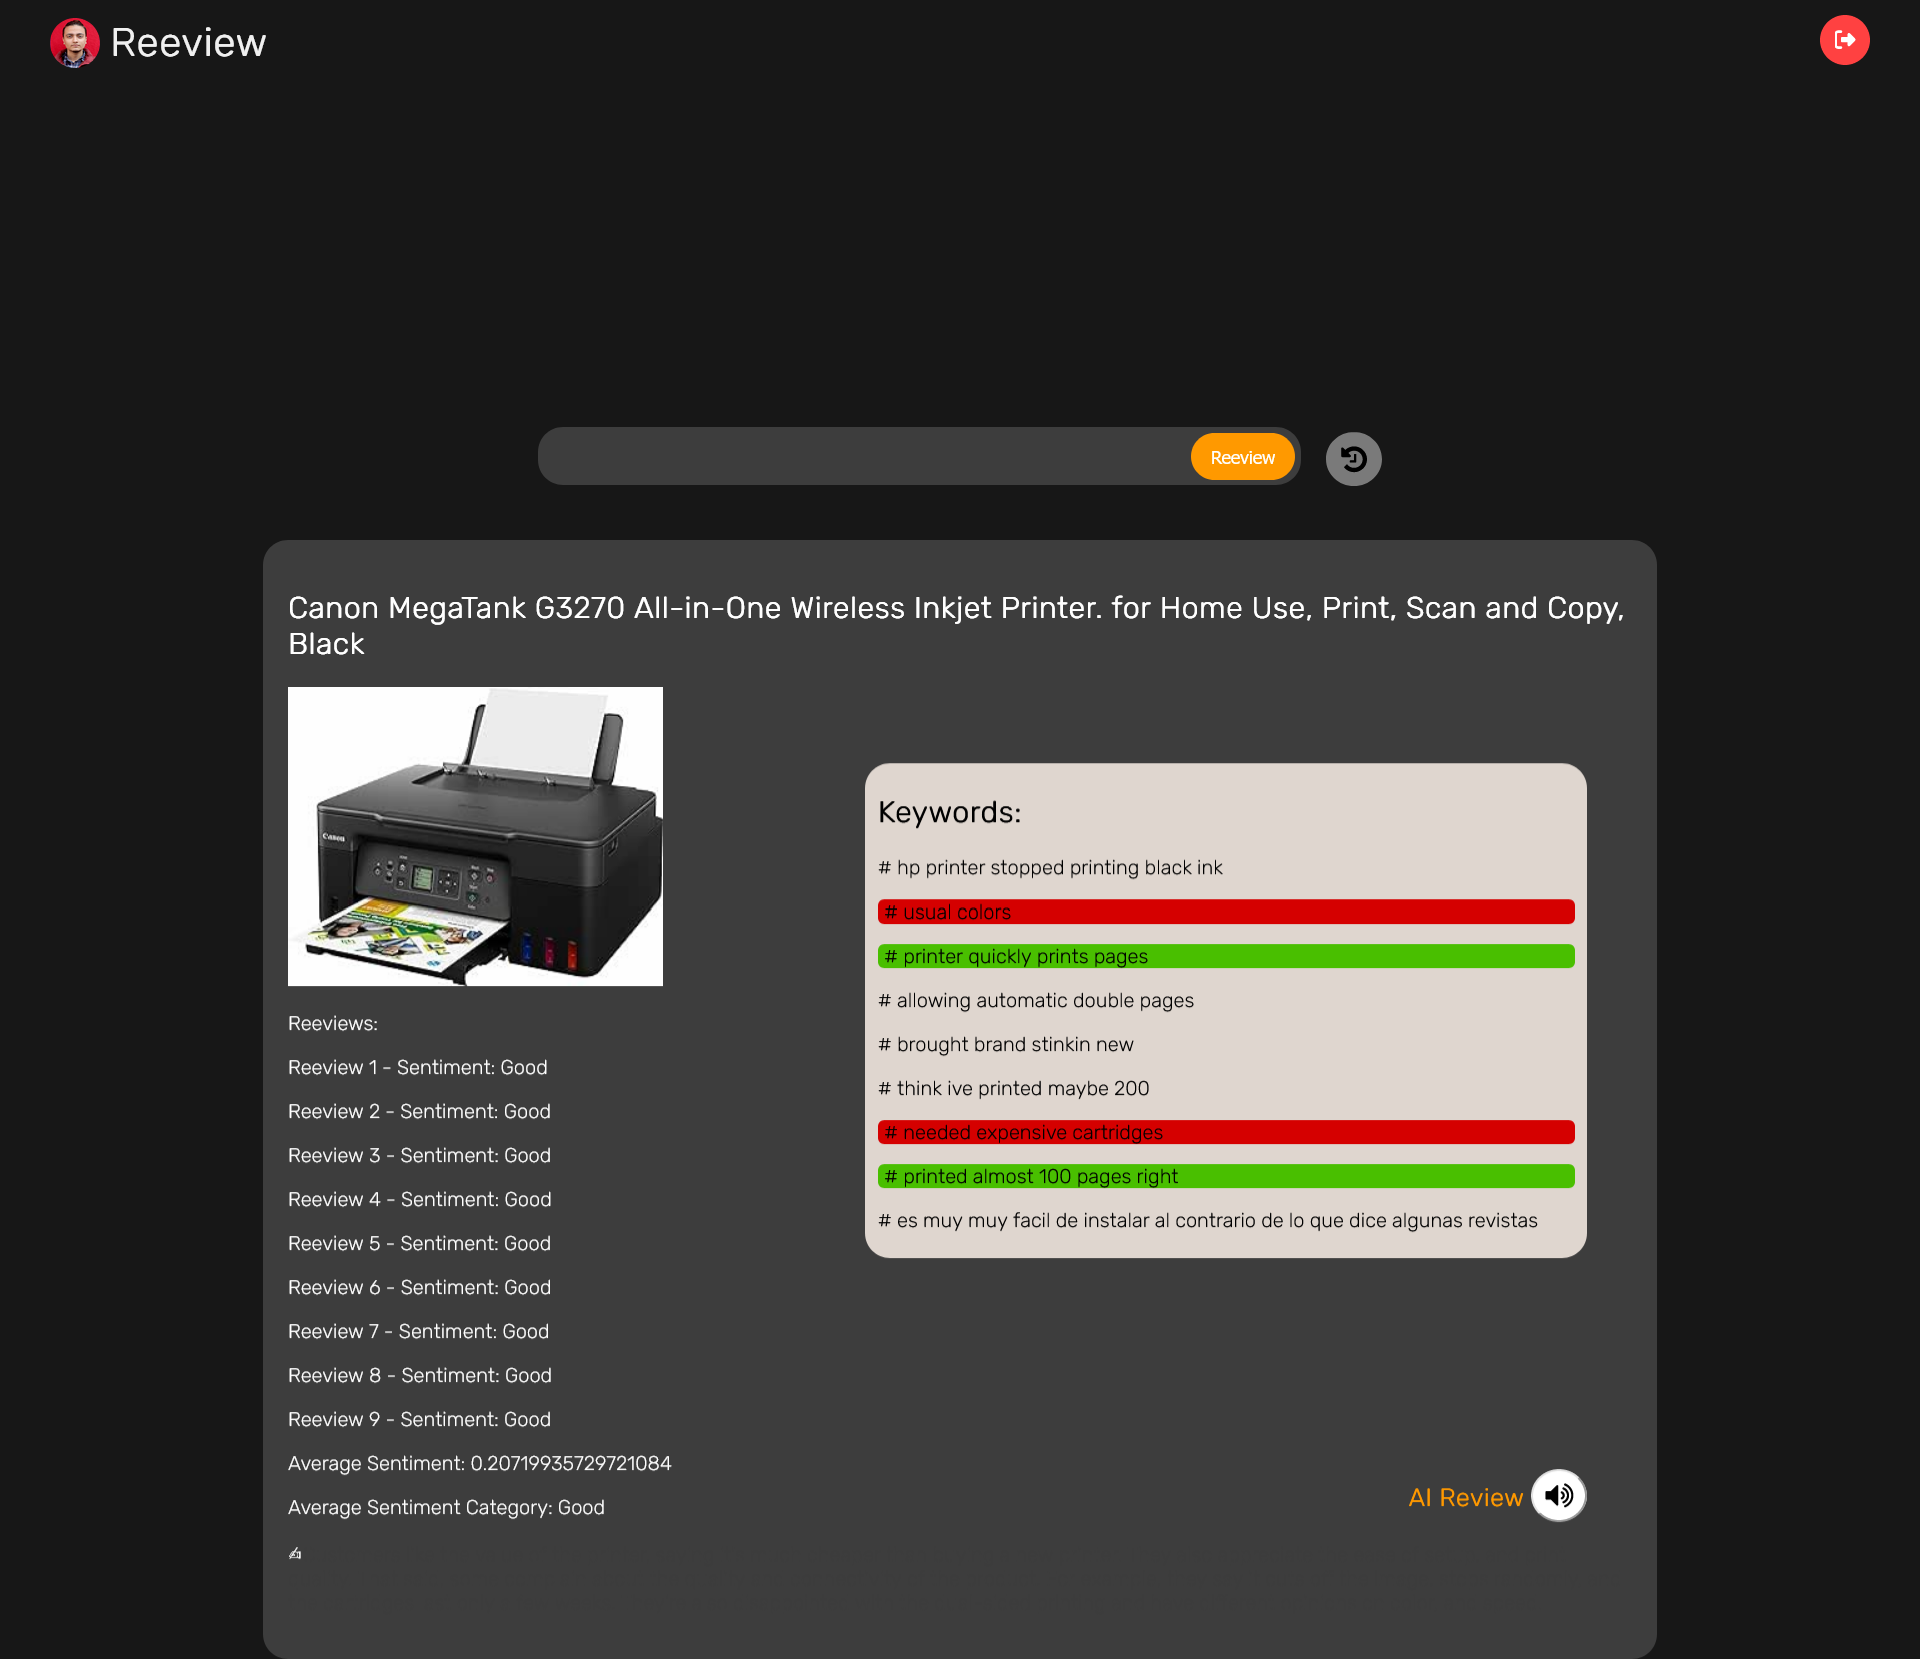 Reeview
Reeview
Canon MegaTank G3270 All-in-One Wireless Inkjet Printer. for Home Use, Print, Scan and Copy,
Black
Canon
Keywords:
# hp printer stopped printing black ink
# usual colors
# printer quickly prints pages
# allowing automatic double pages
# brought brand stinkin new
# think ive printed maybe 200
# needed expensive cartridges
# printed almost 100 pages right
# es muy muy facil de instalar al contrario de lo que dice algunas revistas
Reeviews:
Reeview 1 - Sentiment: Good
Reeview 2 - Sentiment: Good
Reeview 3 - Sentiment: Good
Reeview 4 - Sentiment: Good
Reeview 5 - Sentiment: Good
Reeview 6 - Sentiment: Good
Reeview 7 - Sentiment: Good
Reeview 8 - Sentiment: Good
Reeview 9 - Sentiment: Good
Average Sentiment: 0.20719935729721084
Average Sentiment Category: Good
AI Review